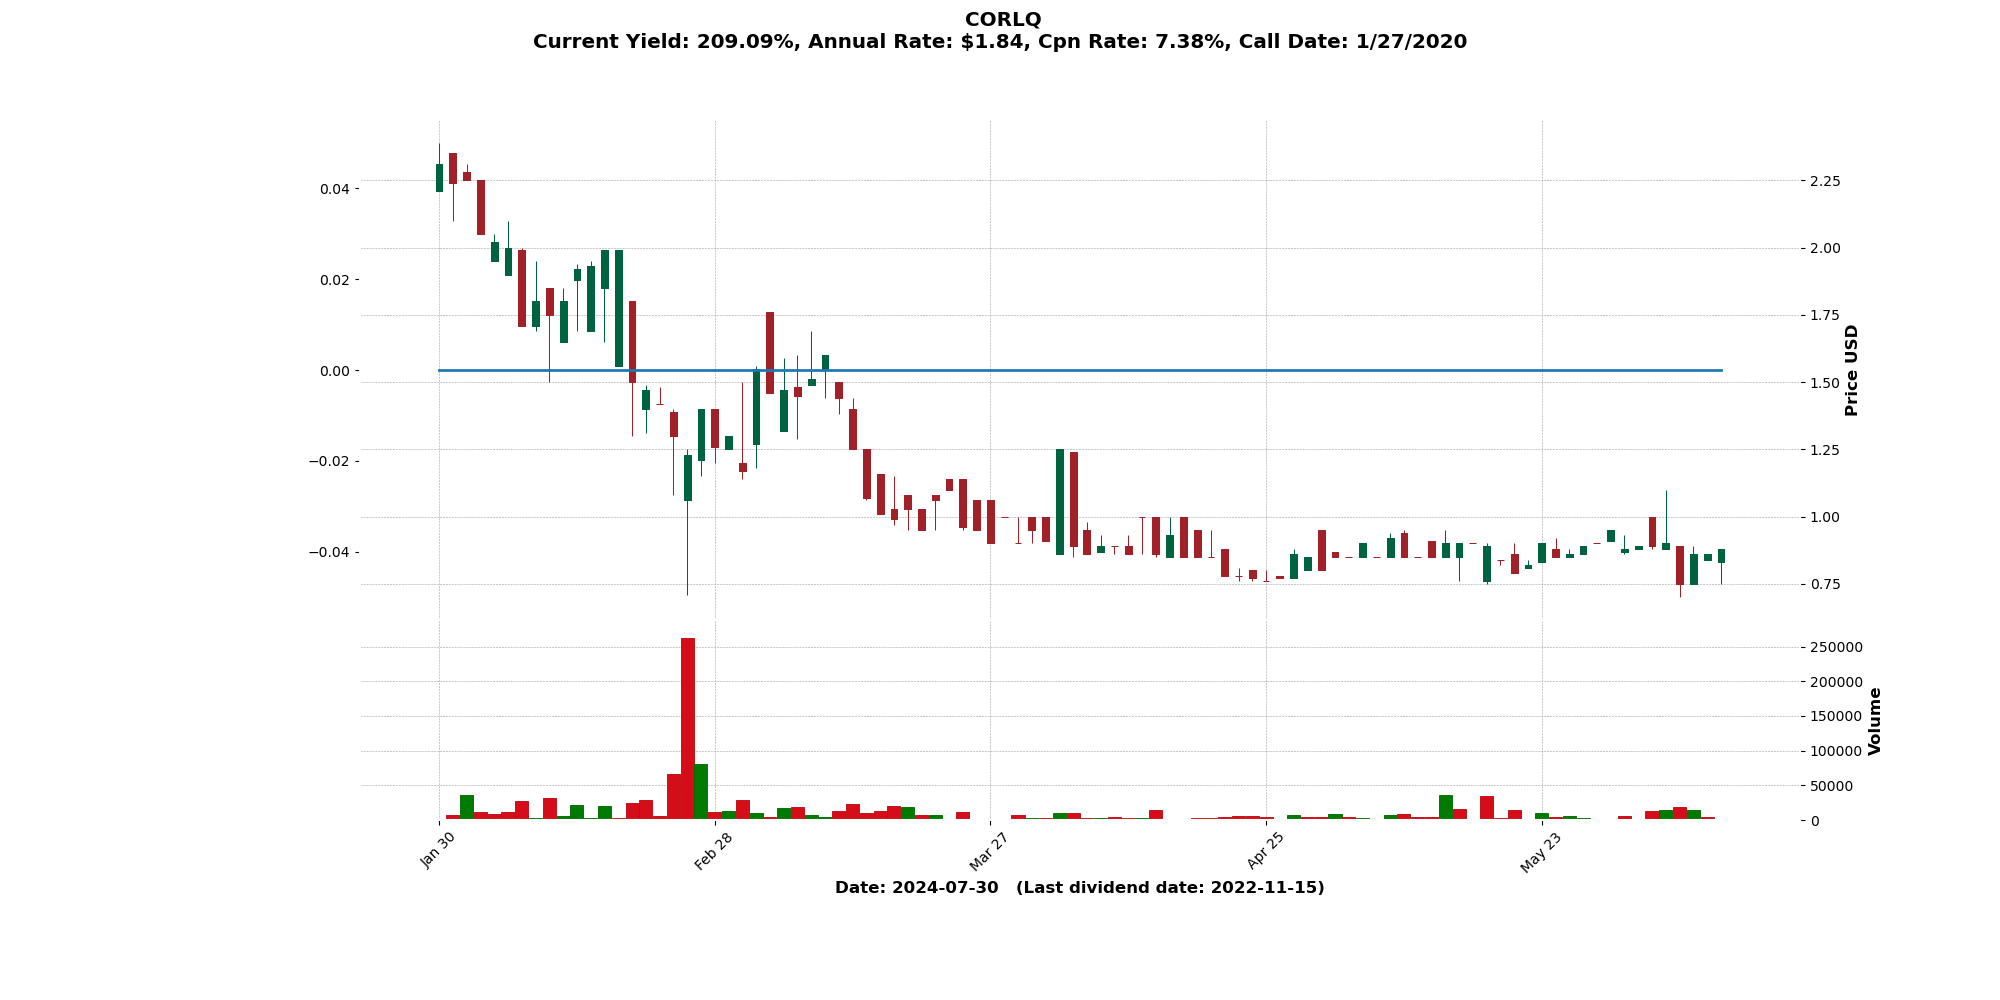 CORLQ
Current Yield: 209.09%, Annual Rate: $1.84, Cpn Rate: 7.38%, Call Date: 1/27/2020
0.04
0.02
0.00
−0.02
−0.04
2.25
2.00
1.75
1.50
1.25
1.00
0.75
Price USD
250000
200000
150000
100000
50000
0
Volume
Jan 30
Feb 28
Mar 27
Apr 25
May 23
Date: 2024-07-30 (Last dividend date: 2022-11-15)